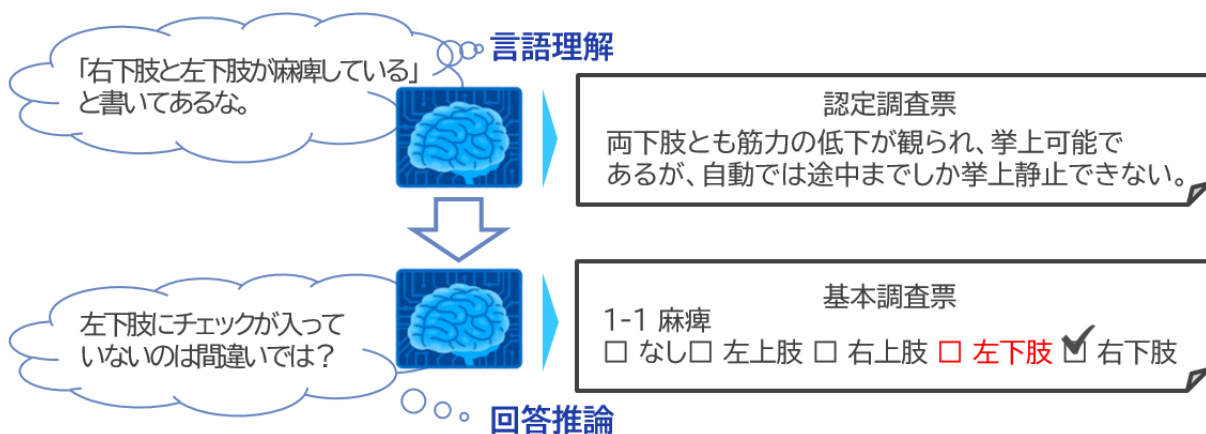 言語理解
「右下肢と左下肢が麻痺している」
と書いてあるな。
認定調査票
両下肢とも筋力の低下が観られ、挙上可能で
あるが、自動では途中までしか挙上静止できない。
左下肢にチェックが入って
いないのは間違いでは？
基本調査票
1-1 麻痺
□ なし□ 左上肢 □ 右上肢 □ 左下肢 ☑ 右下肢
回答推論